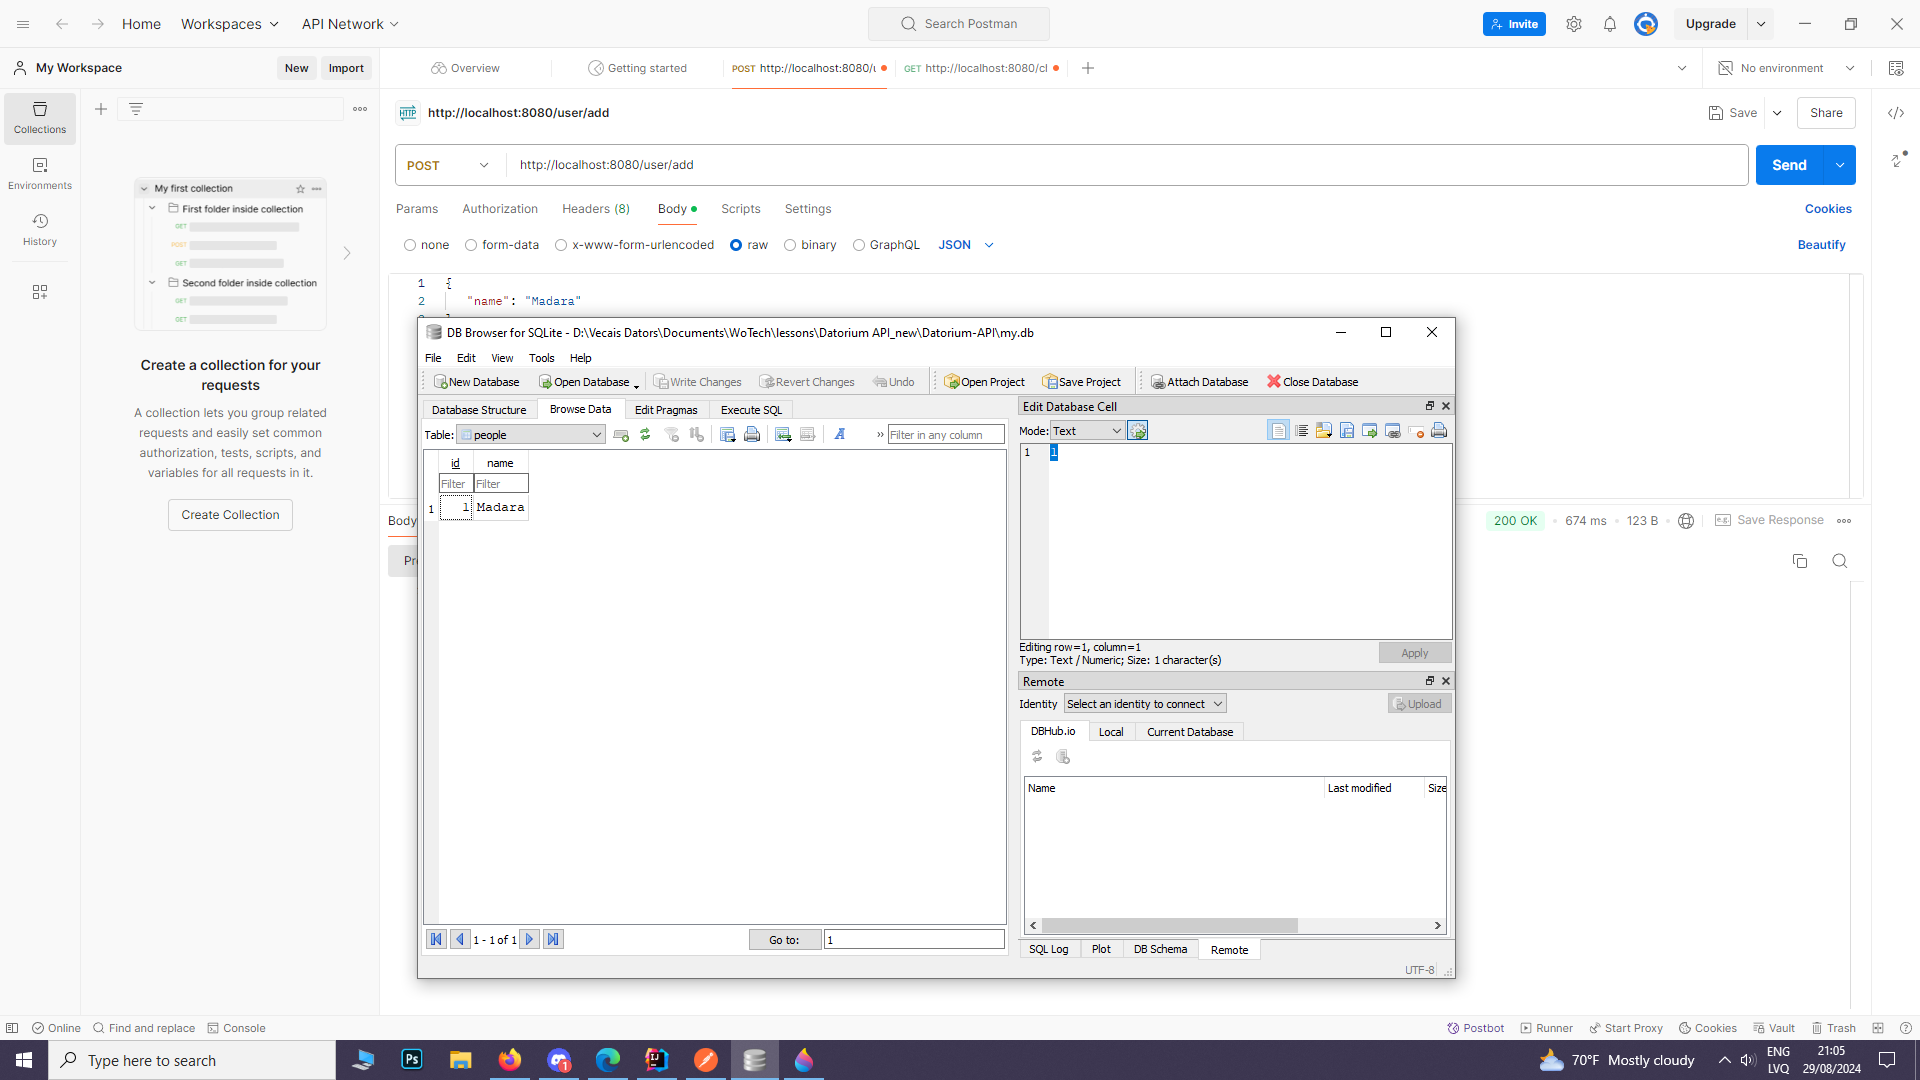 Home Workspaces API Network Search Postman Invite Upgrade
My Workspace New Import Overview Getting started POST http://localhost:8080/u GET http://localhost:8080/cl No environment
Collections
Environments
History
My first collection
First folder inside collection
GET
POST
GET
Second folder inside collection
GET
GET
Create a collection for your
requests
A collection lets you group related
requests and easily set common
authorization, tests, scripts, and
variables for all requests in it.
Create Collection
HTTP http://localhost:8080/user/add Save Share
POST http://localhost:8080/user/add Send
Params Authorization Headers (8) Body Scripts Settings Cookies
none form-data x-www-form-urlencoded raw binary GraphQL JSON Beautify
1 {
2 "name": "Madara"
DB Browser for SQLite - D:\Vecais Dators\Documents\WoTech\lessons\Datorium API_new\Datorium-API\my.db
File Edit View Tools Help
New Database Open Database Write Changes Revert Changes Undo Open Project Save Project Attach Database Close Database
Database Structure Browse Data Edit Pragmas Execute SQL
Table: people Filter in any column
id name
Filter Filter
1 1 Madara
1 - 1 of 1 Go to: 1
Edit Database Cell
Mode: Text
1 1
Editing row=1, column=1
Type: Text / Numeric; Size: 1 character(s)
Apply
Remote
Identity Select an identity to connect Upload
DBHub.io Local Current Database
Name Last modified Size
SQL Log Plot DB Schema Remote
UTF-8
Body 200 OK 674 ms 123 B e.g. Save Response
Pr
Online Find and replace Console Postbot Runner Start Proxy Cookies Vault Trash
Type here to search Ps 1 70°F Mostly cloudy ENG 21:05
LVQ 29/08/2024